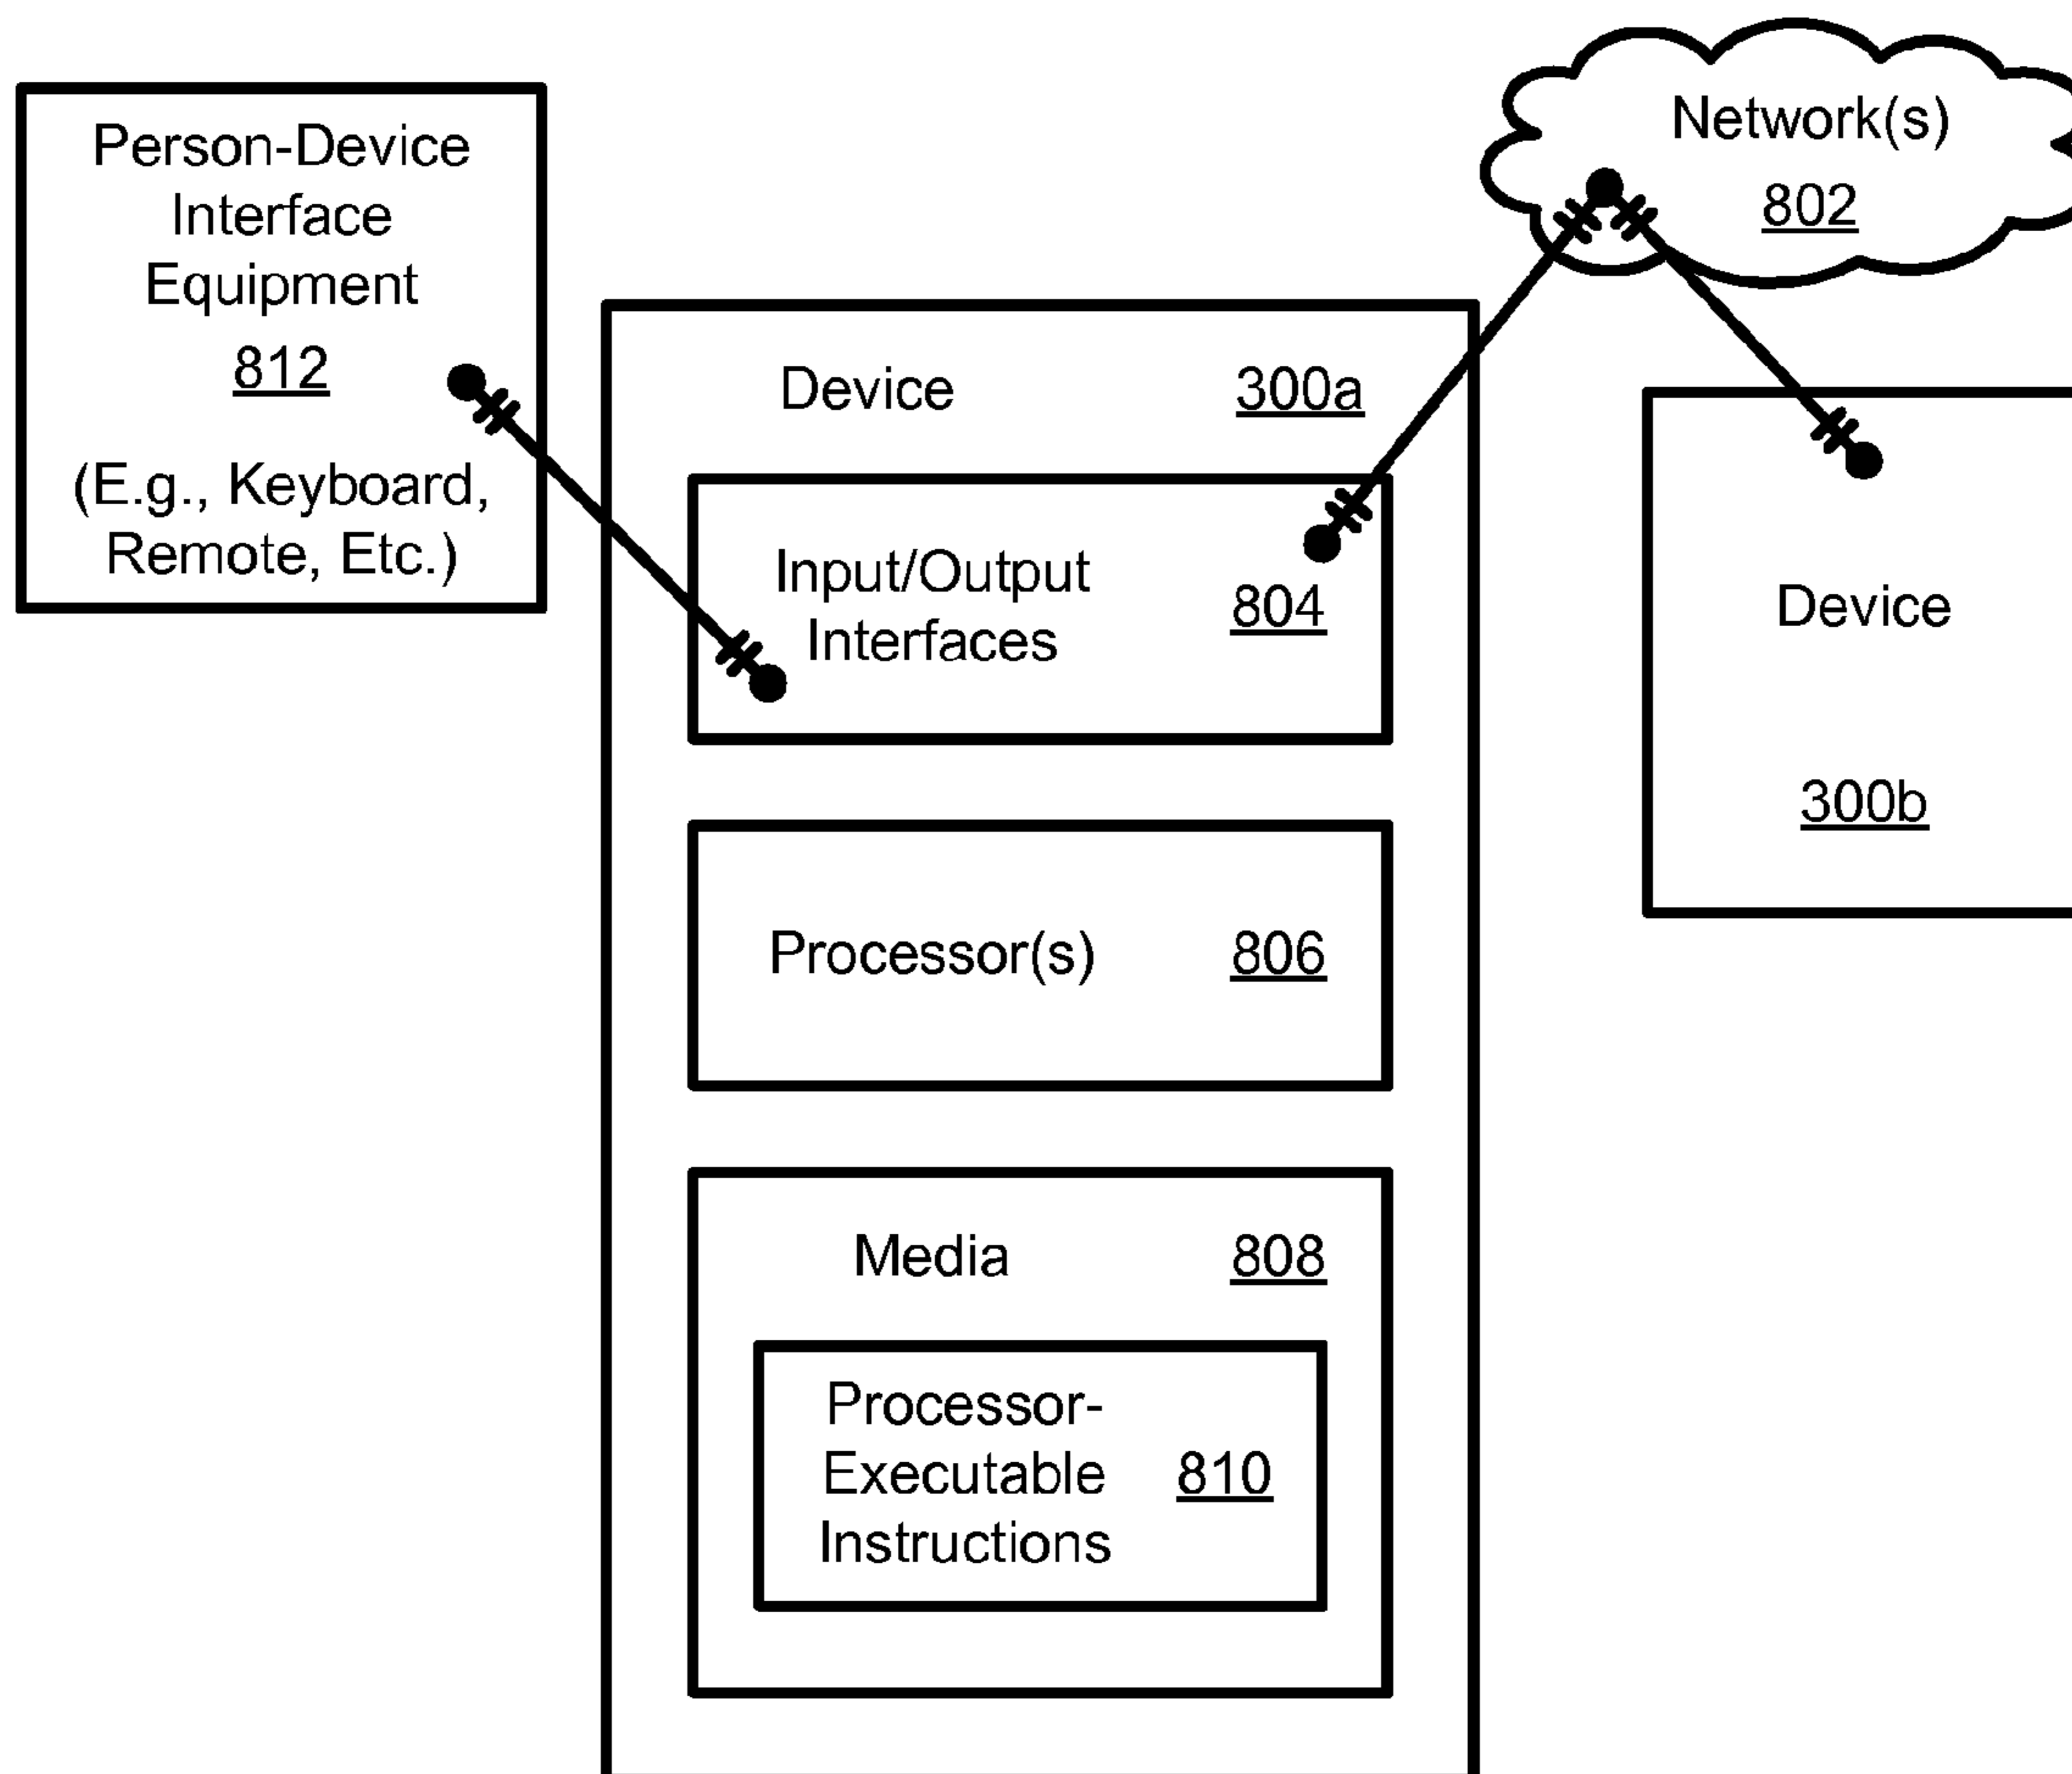 Person-Device
Interface
Equipment
812
(E.g., Keyboard,
Remote, Etc.)
Network(s)
802
Device 300a
Input/Output
Interfaces
804
Processor(s) 806
Media 808
Processor-
Executable
Instructions
810
Device
300b